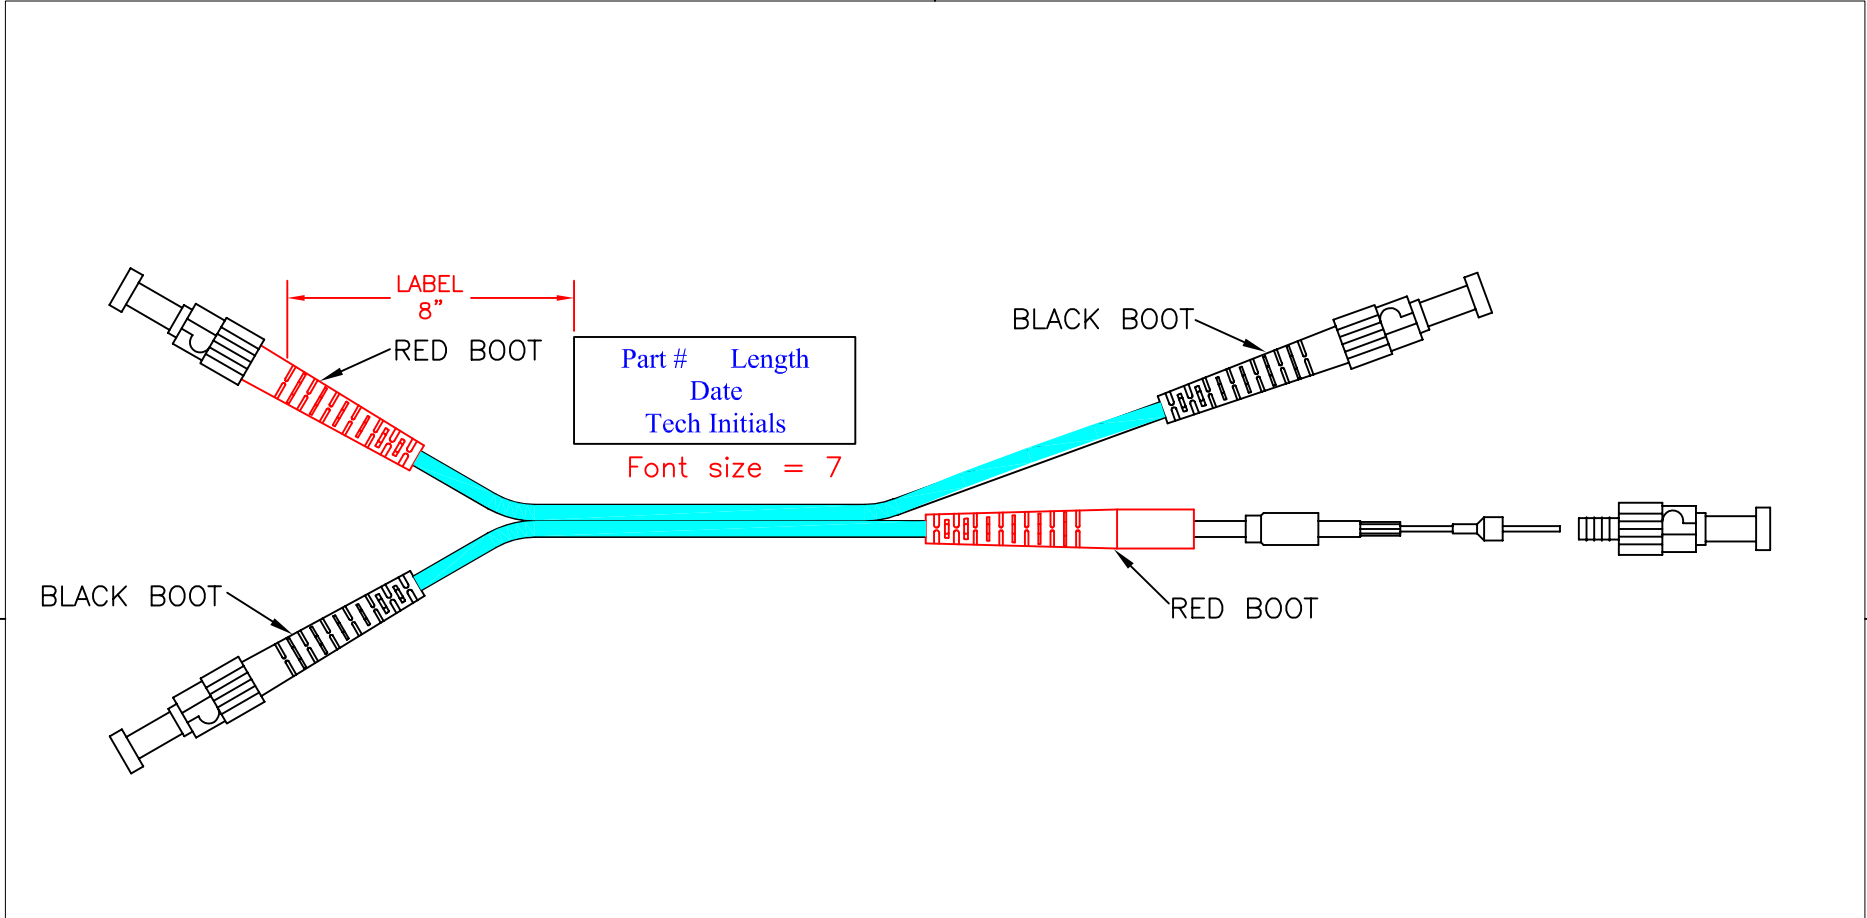 LABEL
8"
RED BOOT
BLACK BOOT
Part # Length
Date
Tech Initials
Font size = 7
BLACK BOOT
RED BOOT